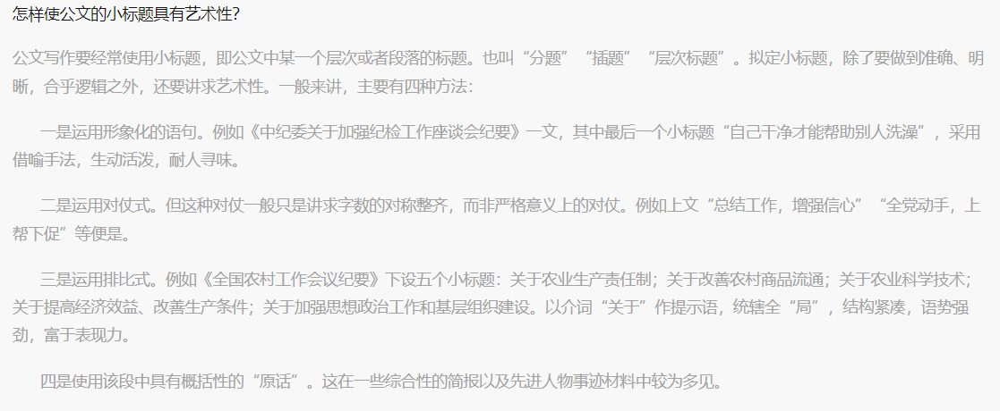 怎样使公文的小标题具有艺术性?
公文写作要经常使用小标题，即公文中某一个层次或者段落的标题。也叫“分题”“插题”“层次标题”。拟定小标题，除了要做到准确、明
晰，合乎逻辑之外，还要讲求艺术性。一般来讲，主要有四种方法：
一是运用形象化的语句。例如《中纪委关于加强纪检工作座谈会纪要》一文，其中最后一个小标题“自己干净才能帮助别人洗澡”，采用
借喻手法，生动活泼，耐人寻味。
二是运用对仗式。但这种对仗一般只是讲求字数的对称整齐，而非严格意义上的对仗。例如上文“总结工作，增强信心”“全党动手，上
帮下促”等便是。
三是运用排比式。例如《全国农村工作会议纪要》下设五个小标题：关于农业生产责任制；关于改善农村商品流通；关于农业科学技术；
关于提高经济效益、改善生产条件；关于加强思想政治工作和基层组织建设。以介词“关于”作提示语，统辖全“局”，结构紧凑，语势强
劲，富于表现力。
四是使用该段中具有概括性的“原话”。这在一些综合性的简报以及先进人物事迹材料中较为多见。